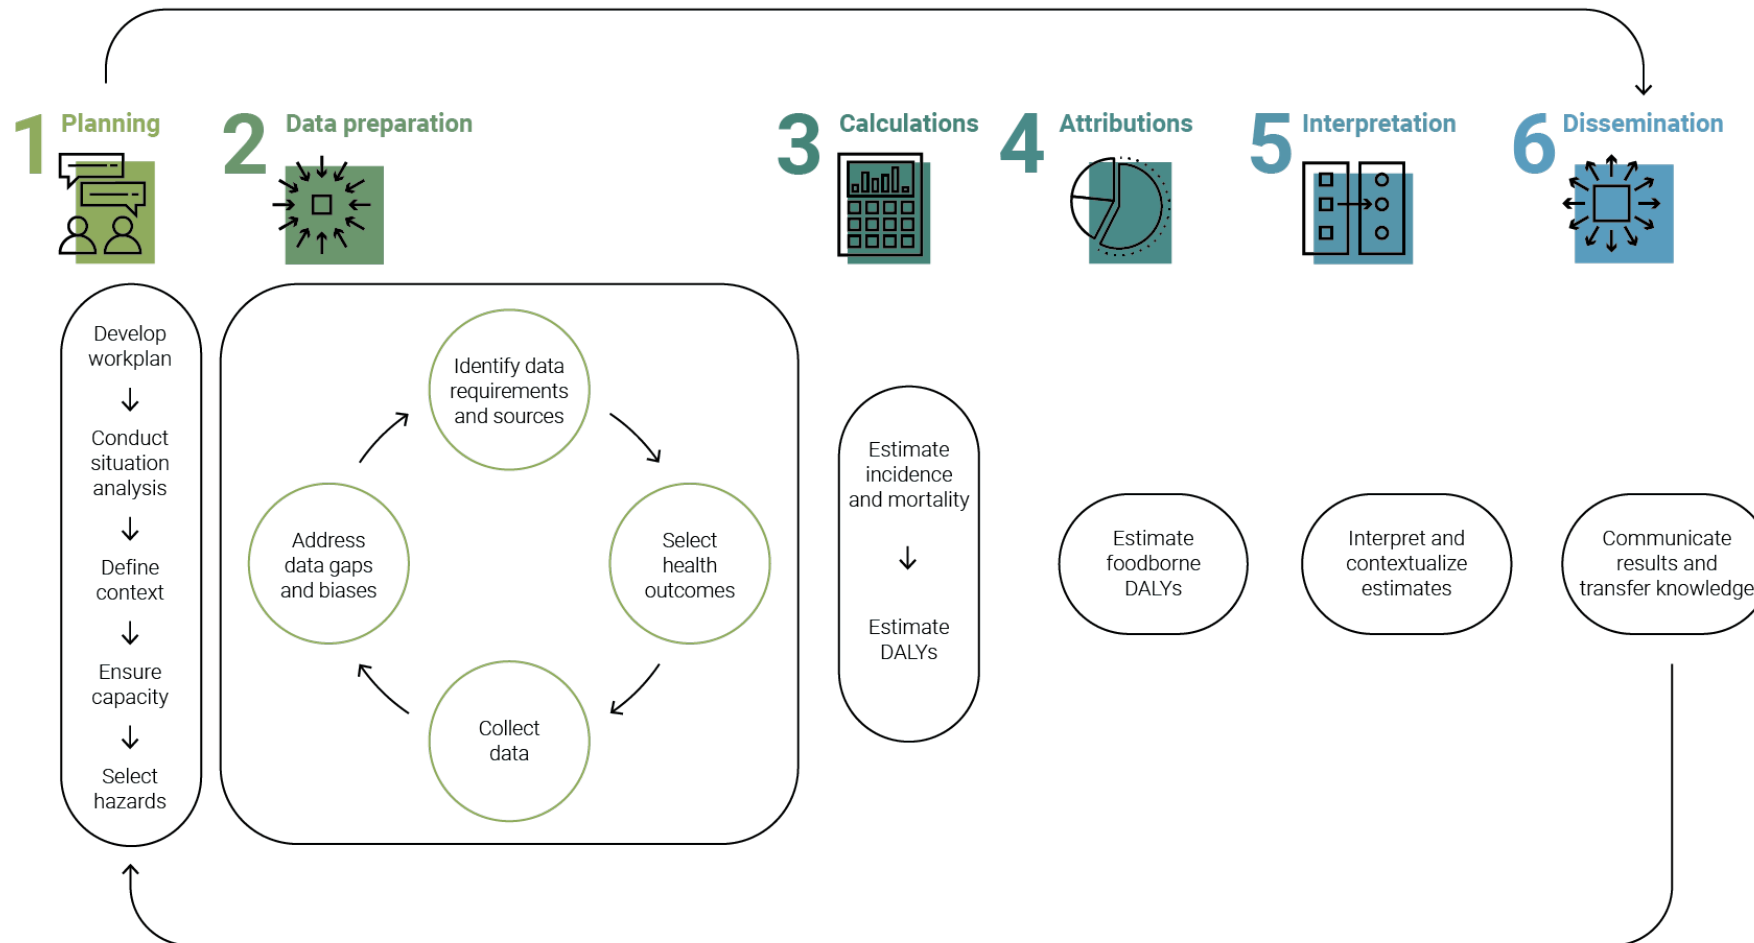 1 Planning
2 Data preparation
3 Calculations
4 Attributions
5 Interpretation
6 Dissemination
Develop
workplan
Conduct
situation
analysis
Define
context
Ensure
capacity
Select
hazards
Identify data
requirements
and sources
Select
health
outcomes
Collect
data
Address
data gaps
and biases
Estimate
incidence
and mortality
Estimate
DALYs
Estimate
foodborne
DALYs
Interpret and
contextualize
estimates
Communicate
results and
transfer knowledge